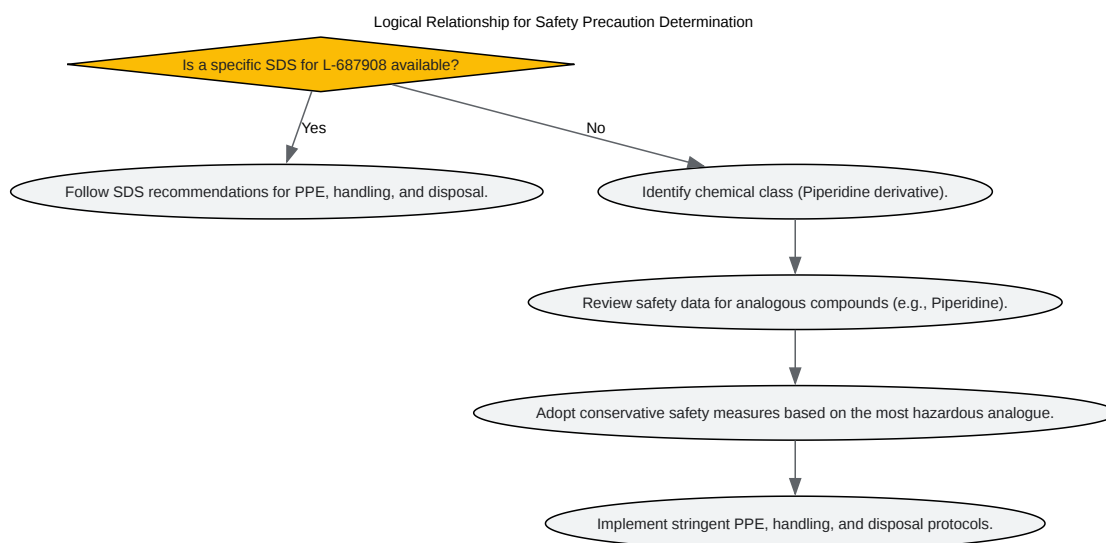 Logical Relationship for Safety Precaution Determination
Is a specific SDS for L-687908 available?
Yes
No
Follow SDS recommendations for PPE, handling, and disposal.
Identify chemical class (Piperidine derivative).
Review safety data for analogous compounds (e.g., Piperidine).
Adopt conservative safety measures based on the most hazardous analogue.
Implement stringent PPE, handling, and disposal protocols.